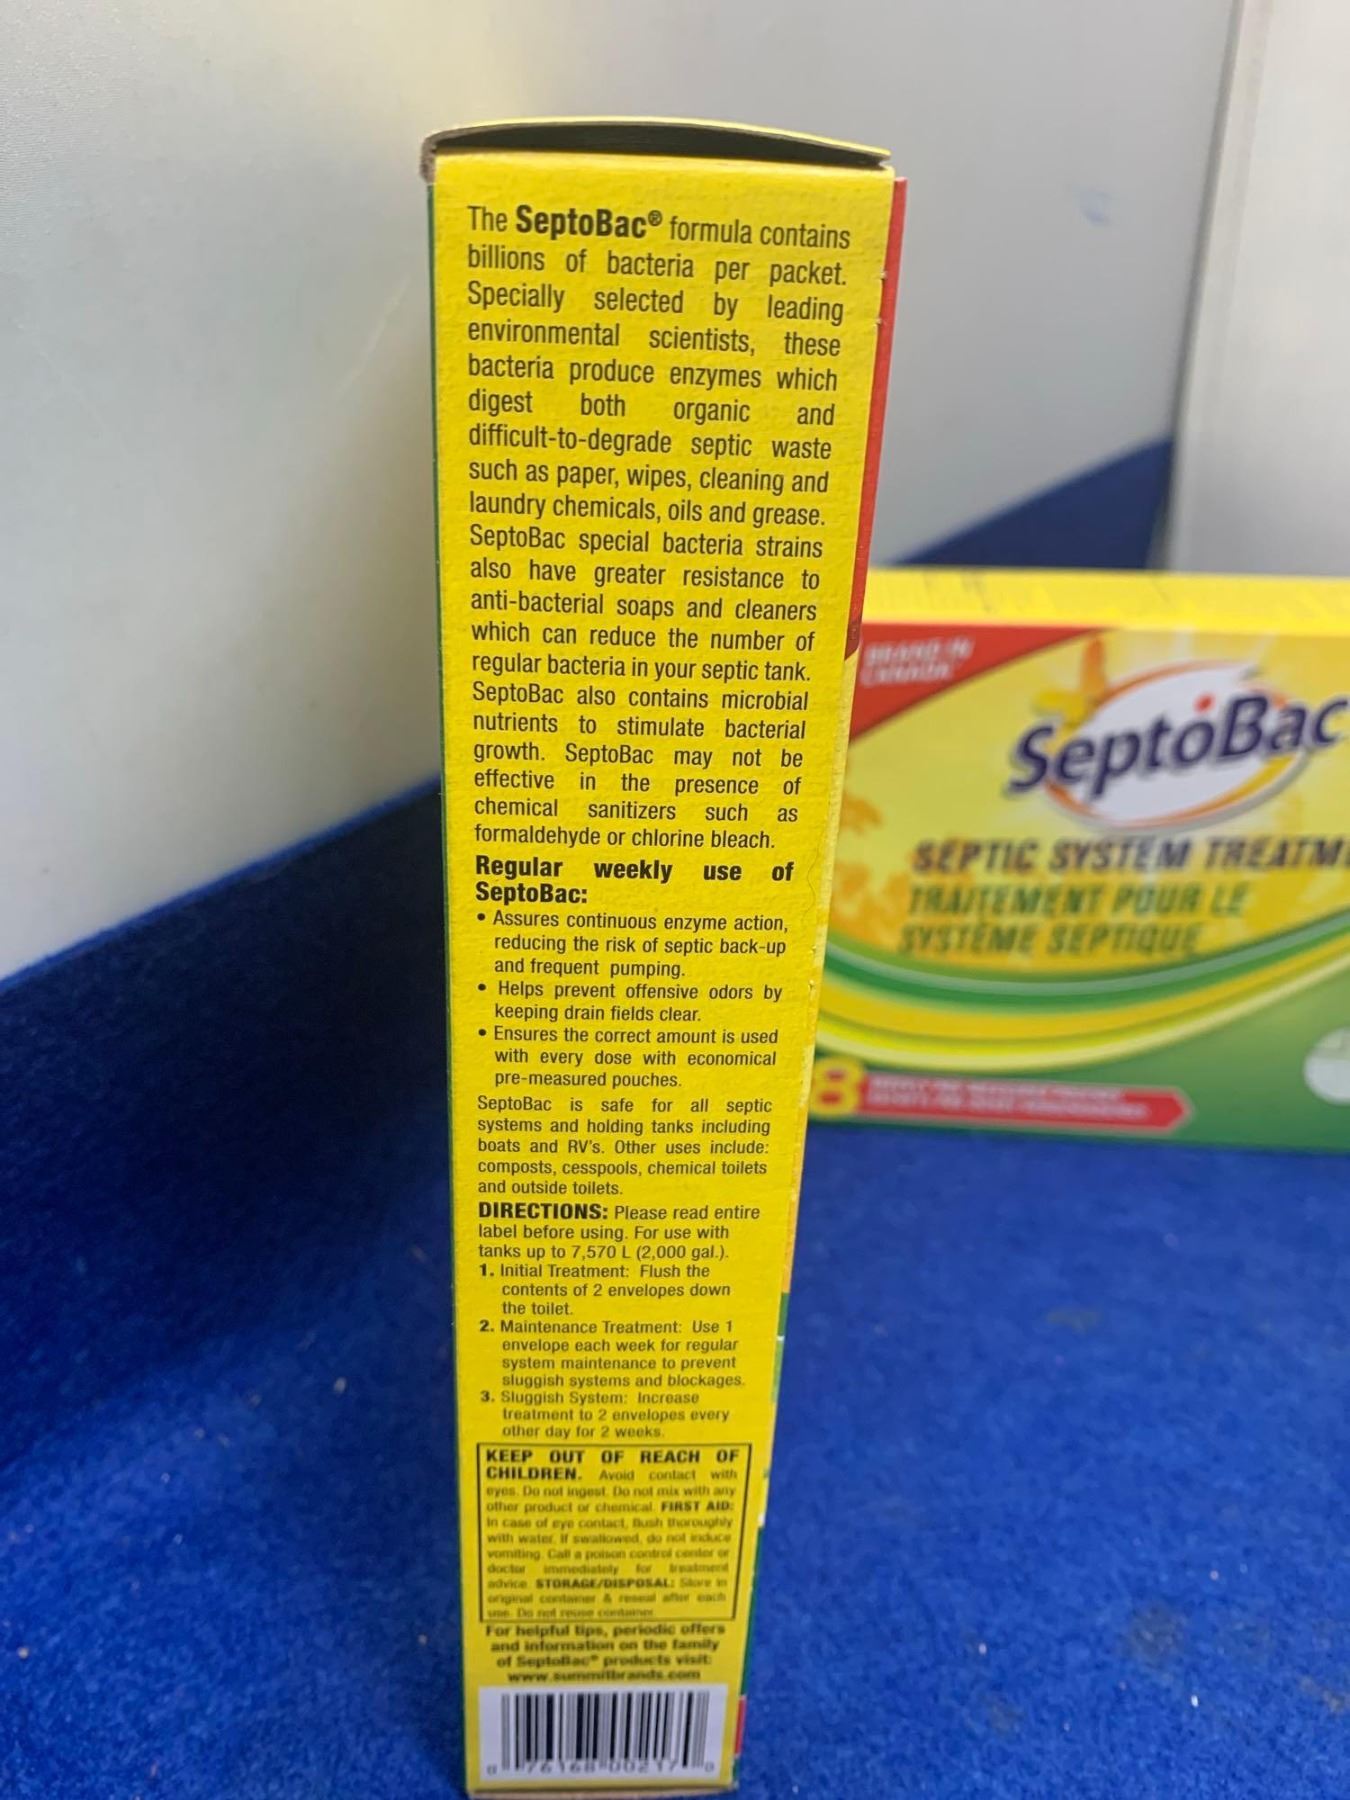 The SeptoBac® formula contains
billions of bacteria per packet.
Specially selected by leading
environmental scientists, these
bacteria produce enzymes which
digest both organic and
difficult-to-degrade septic waste
such as paper, wipes, cleaning and
laundry chemicals, oils and grease.
SeptoBac special bacteria strains
also have greater resistance to
anti-bacterial soaps and cleaners
which can reduce the number of
regular bacteria in your septic tank.
SeptoBac also contains microbial
nutrients to stimulate bacterial
growth. SeptoBac may not be
effective in the presence of
chemical sanitizers such as
formaldehyde or chlorine bleach.
Regular weekly use of
SeptoBac:
• Assures continuous enzyme action,
reducing the risk of septic back-up
and frequent pumping.
• Helps prevent offensive odors by
keeping drain fields clear.
• Ensures the correct amount is used
with every dose with economical
pre-measured pouches.
SeptoBac is safe for all septic
systems and holding tanks including
boats and RV's. Other uses include:
composts, cesspools, chemical toilets
and outside toilets.
DIRECTIONS: Please read entire
label before using. For use with
tanks up to 7,570 L (2,000 gal.).
1. Initial Treatment: Flush the
contents of 2 envelopes down
the toilet.
2. Maintenance Treatment: Use 1
envelope each week for regular
system maintenance to prevent
sluggish systems and blockages.
3. Sluggish System: Increase
treatment to 2 envelopes every
other day for 2 weeks.
KEEP OUT OF REACH OF
CHILDREN. Avoid contact with
eyes. Do not ingest. Do not mix with any
other product or chemical. FIRST AID:
In case of eye contact, flush thoroughly
with water. If swallowed, do not induce
vomiting. Call a poison control center or
doctor immediately for treatment
advice. STORAGE/DISPOSAL: Store in
original container & reseal after each
use. Do not reuse container.
For helpful tips, periodic offers
and information on the family
of SeptoBac® products visit:
www.summitbrands.com
BRAND IN
CANADA
SeptoBac
SEPTIC SYSTEM TREATM
TRAITEMENT POUR LE
SYSTÈME SEPTIQUE
8